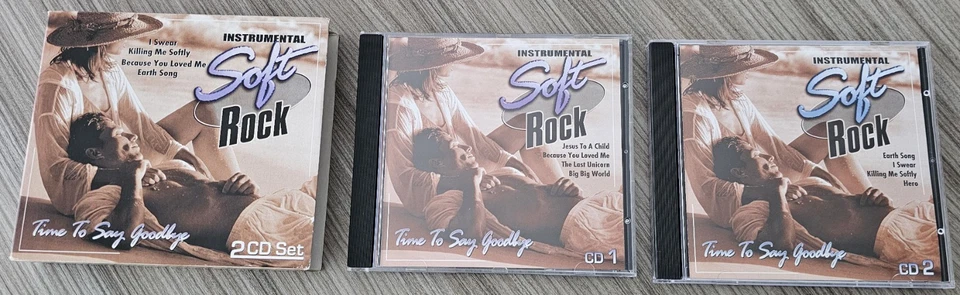 I Swear
Killing Me Softly
Because You Loved Me
Earth Song
INSTRUMENTAL
Soft
Rock
Time To Say Goodbye
2 CD Set
INSTRUMENTAL
Soft
Rock
Jesus To A Child
Because You Loved Me
The Last Unicorn
Big Big World
Time To Say Goodbye
CD 1
INSTRUMENTAL
Soft
Rock
Earth Song
I Swear
Killing Me Softly
Hero
Time To Say Goodbye
CD 2